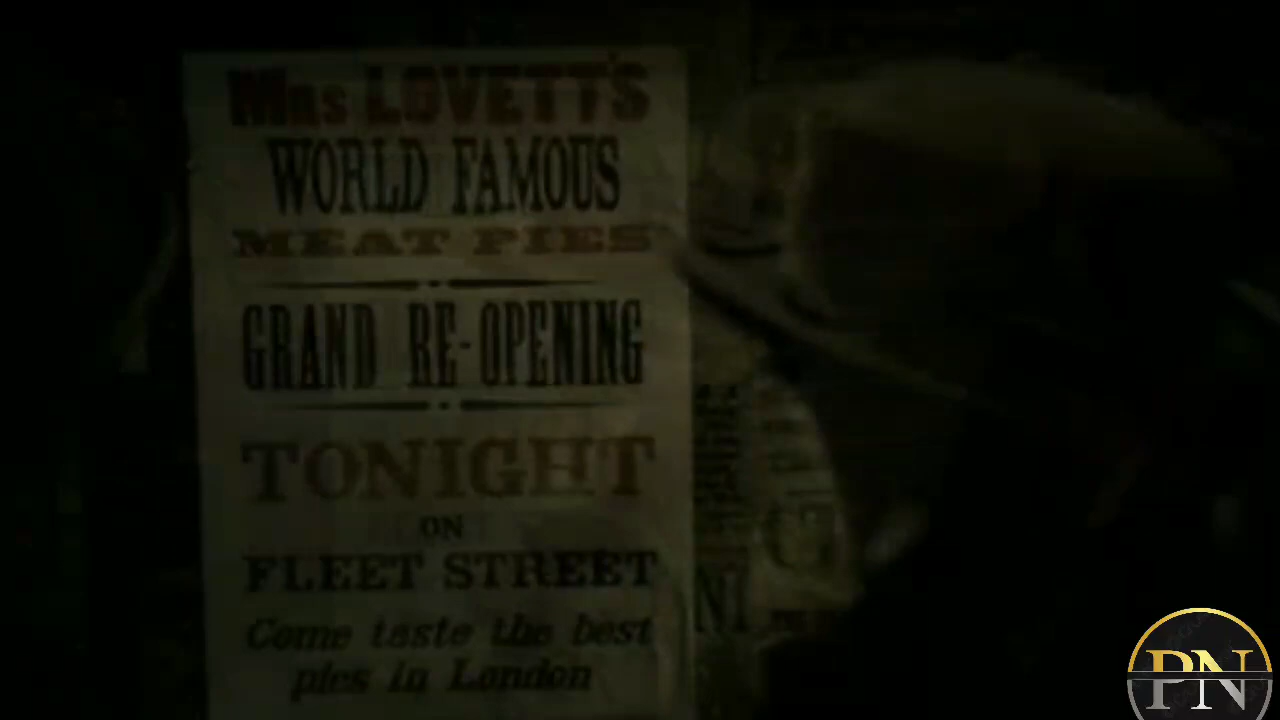 Mrs LOVETT'S
WORLD FAMOUS
MEAT PIES
GRAND RE-OPENING
TONIGHT
ON
FLEET STREET
Come taste the best
pies in London
NI
PN